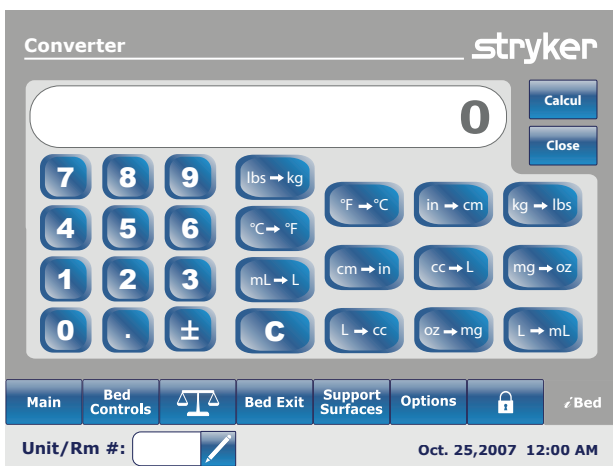 Converter
stryker
0
Calcul
Close
7 8 9 lbs→kg
°F→°C in→cm kg→lbs
4 5 6 °C→°F
1 2 3 mL→L
cm→in cc→L mg→oz
0 . ± C L→cc oz→mg L→mL
Main Bed Controls Bed Exit Support Surfaces Options iBed
Unit/Rm #: Oct. 25,2007 12:00 AM